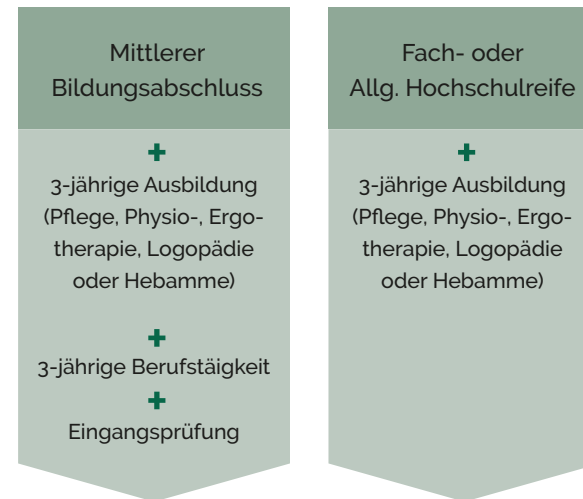 Mittlerer
Bildungsabschluss
+
3-jährige Ausbildung
(Pflege, Physio-, Ergo-
therapie, Logopädie
oder Hebamme)
+
3-jährige Berufstäigkeit
+
Eingangsprüfung
Fach- oder
Allg. Hochschulreife
+
3-jährige Ausbildung
(Pflege, Physio-, Ergo-
therapie, Logopädie
oder Hebamme)